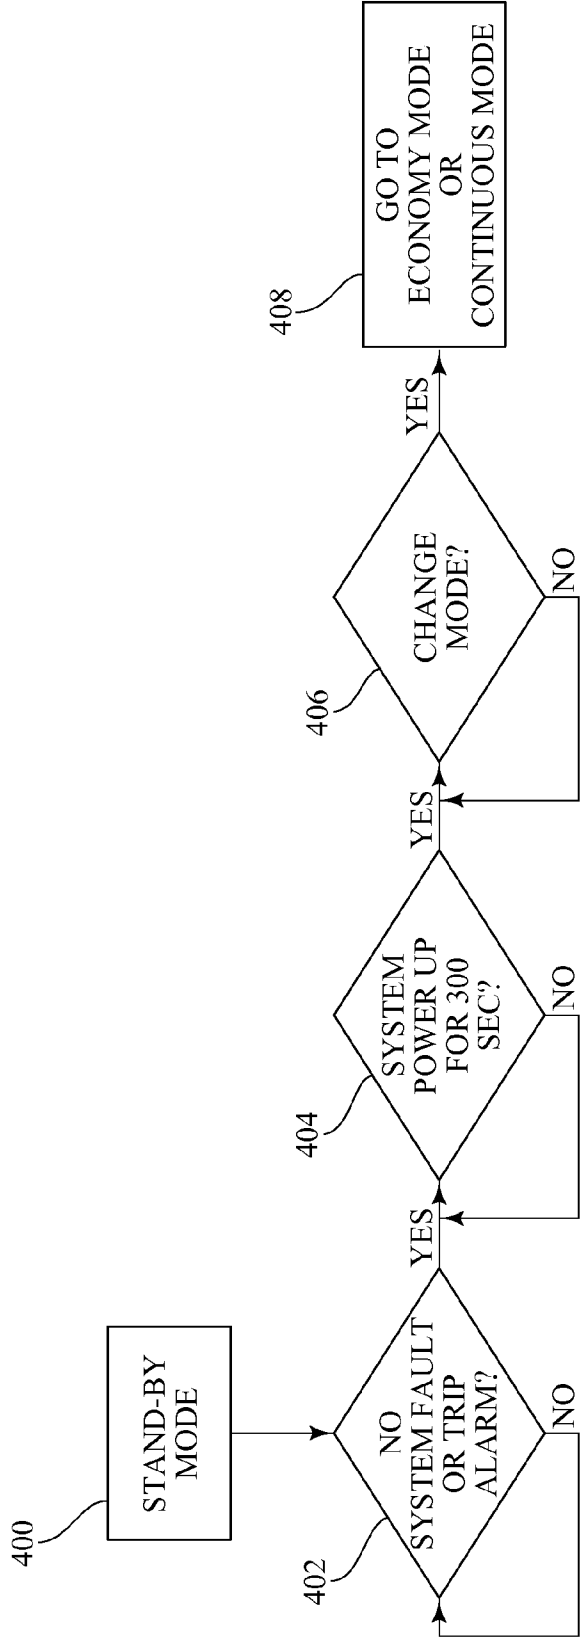 400
STAND-BY
MODE
402
NO
SYSTEM FAULT
OR TRIP
ALARM?
NO
YES
404
SYSTEM
POWER UP
FOR 300
SEC?
NO
YES
406
CHANGE
MODE?
NO
YES
408
GO TO
ECONOMY MODE
OR
CONTINUOUS MODE